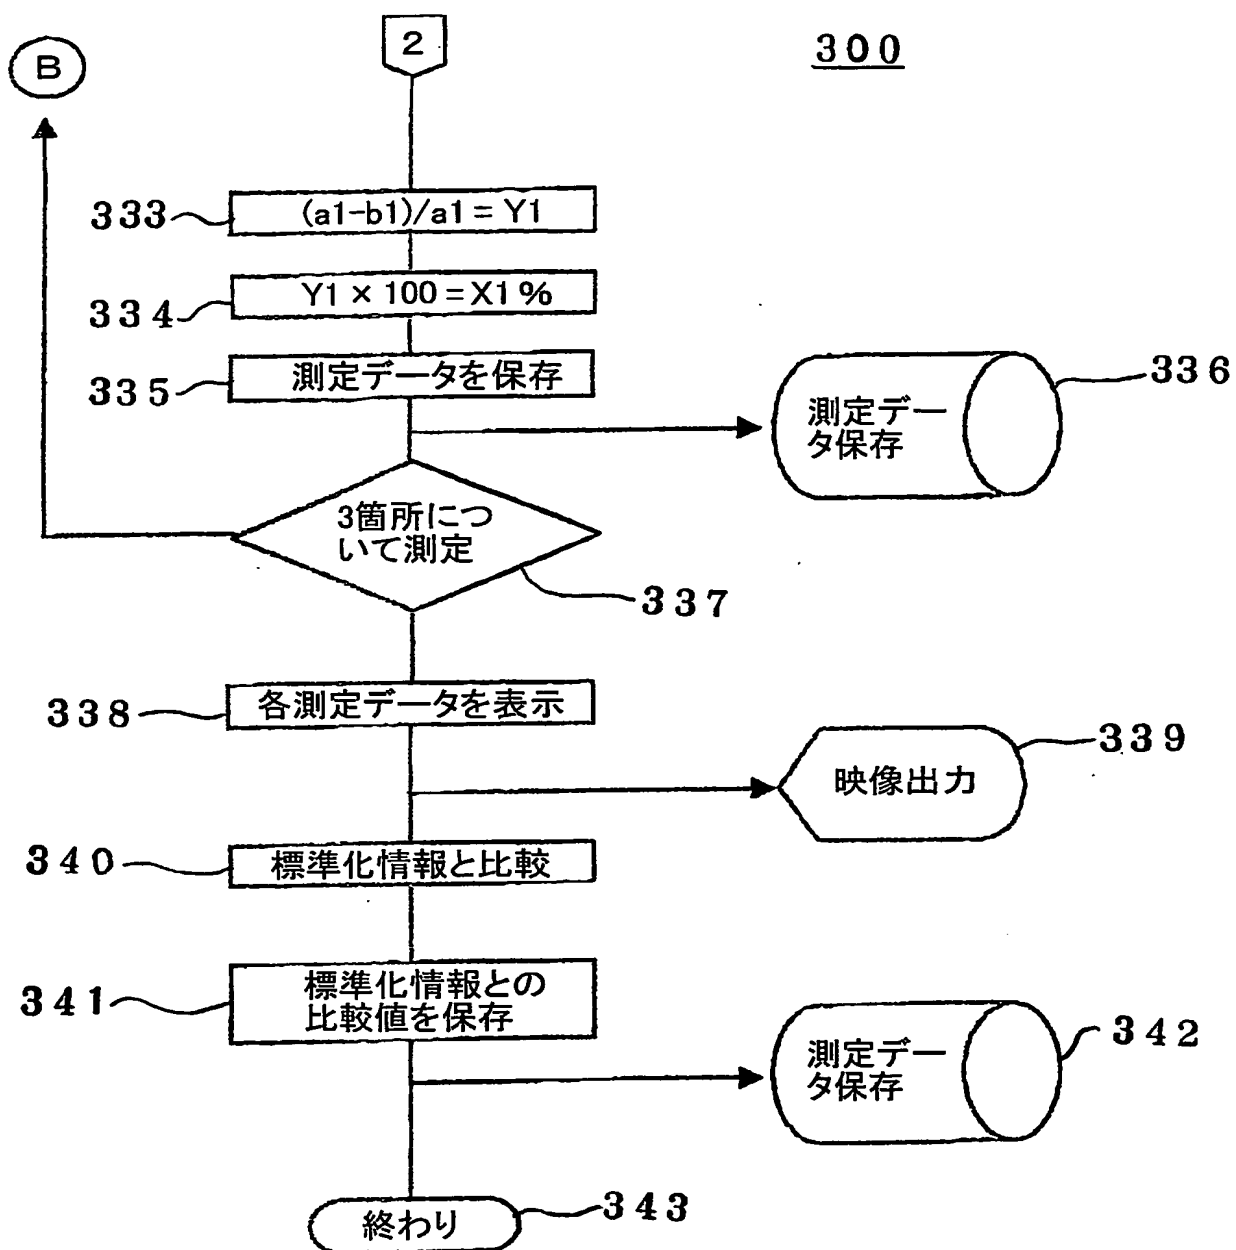 B
2
300
333
(a1-b1)/a1 = Y1
334
Y1 × 100 = X1%
335
測定データを保存
336
測定デー
タ保存
3箇所につ
いて測定
337
338
各測定データを表示
339
映像出力
340
標準化情報と比較
341
標準化情報との
比較値を保存
342
測定デー
タ保存
343
終わり